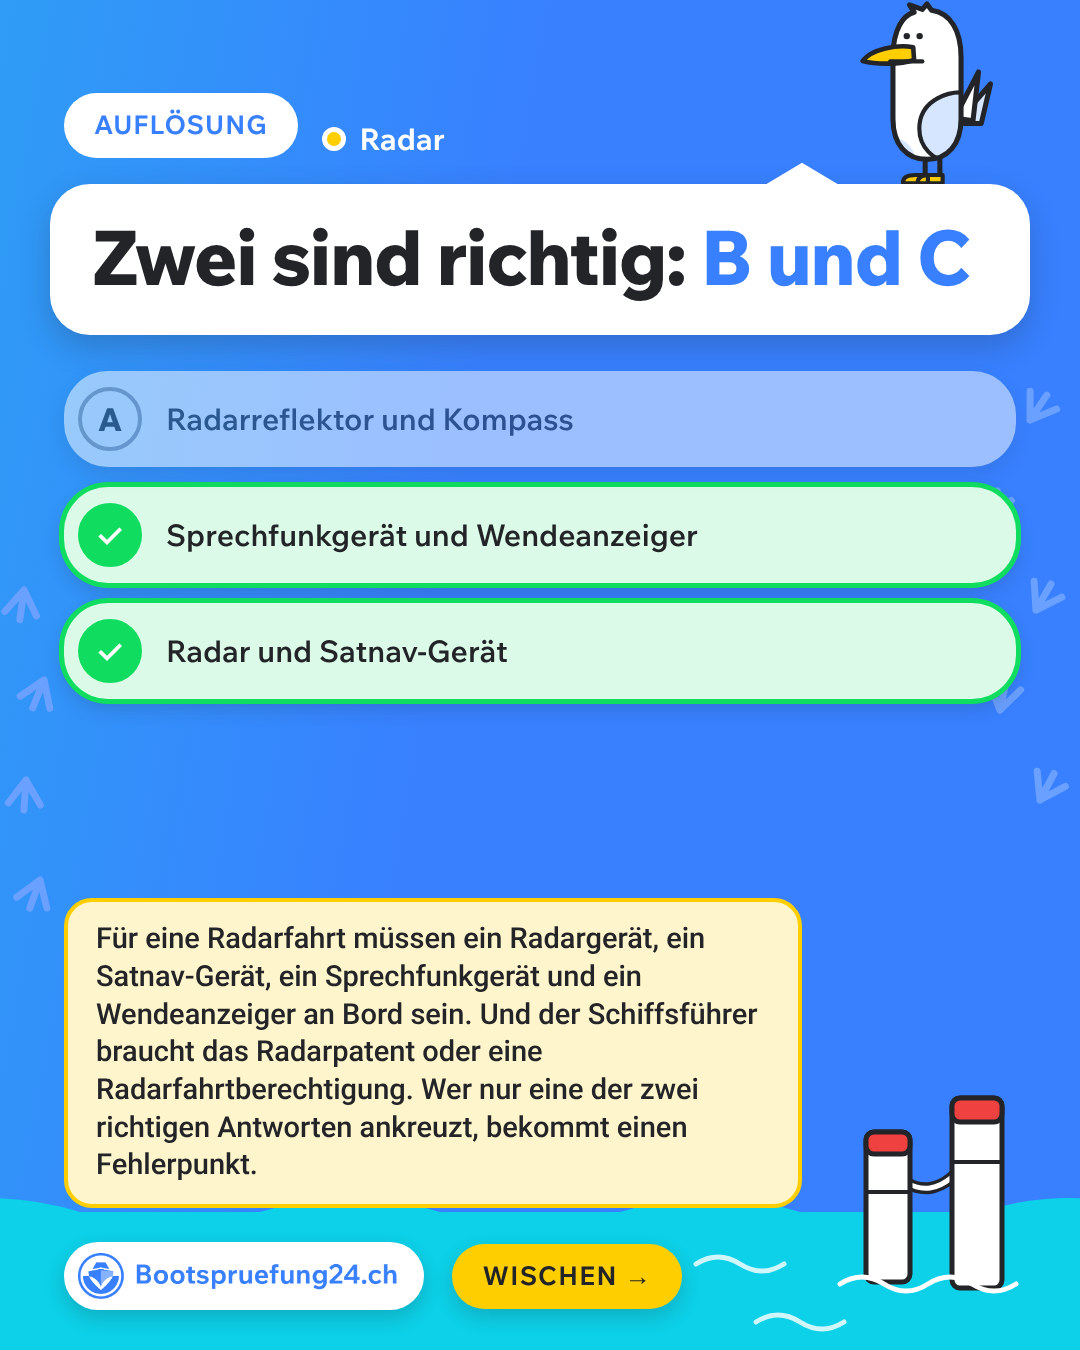 AUFLÖSUNG
Radar
Zwei sind richtig: B und C
A Radarreflektor und Kompass
Sprechfunkgerät und Wendeanzeiger
Radar und Satnav-Gerät
Für eine Radarfahrt müssen ein Radargerät, ein
Satnav-Gerät, ein Sprechfunkgerät und ein
Wendeanzeiger an Bord sein. Und der Schiffsführer
braucht das Radarpatent oder eine
Radarfahrtberechtigung. Wer nur eine der zwei
richtigen Antworten ankreuzt, bekommt einen
Fehlerpunkt.
Bootspruefung24.ch
WISCHEN →